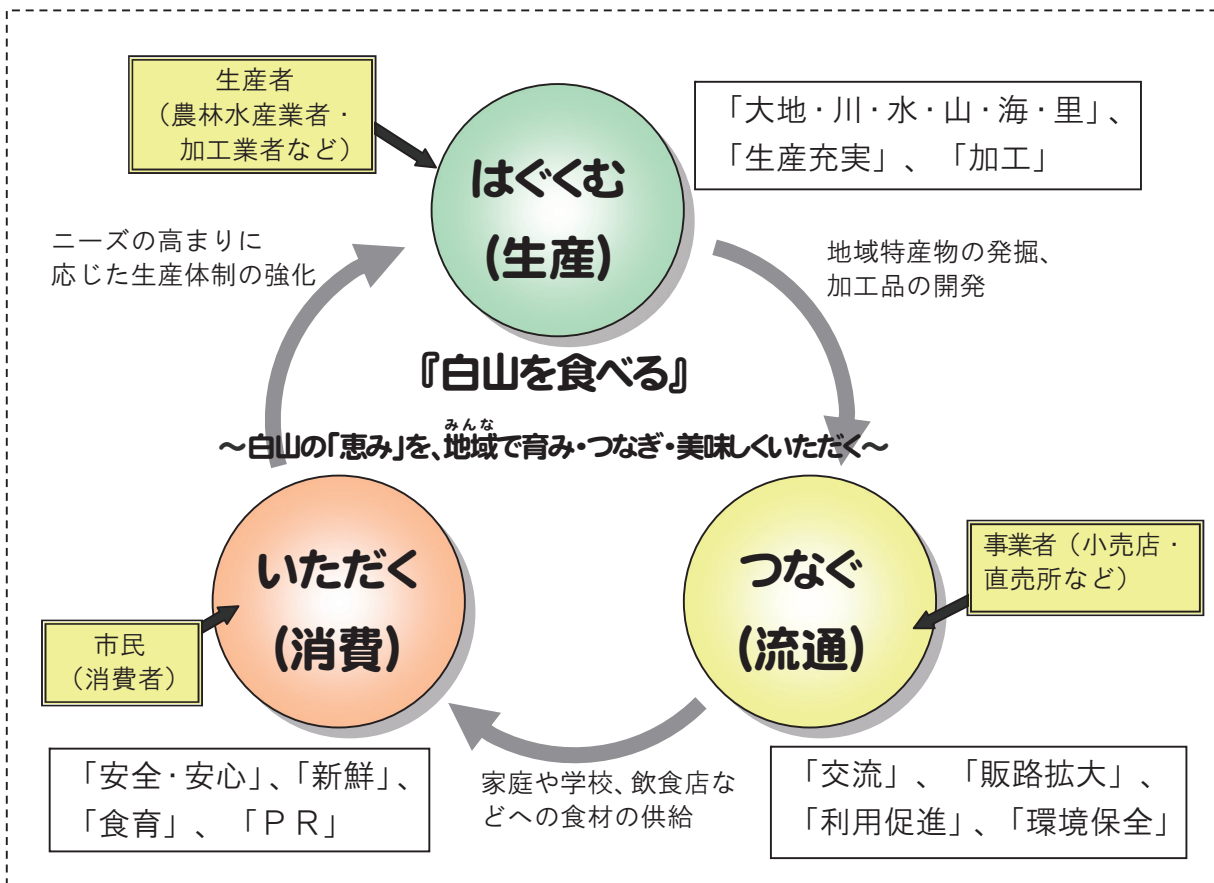 生産者
（農林水産業者・
加工業者など）
はぐくむ
(生産)
「大地・川・水・山・海・里」、
「生産充実」、「加工」
ニーズの高まりに
応じた生産体制の強化
地域特産物の発掘、
加工品の開発
『白山を食べる』
みんな
～白山の「恵み」を、地域で育み・つなぎ・美味しくいただく～
いただく
(消費)
つなぐ
(流通)
事業者（小売店・
直売所など）
市民
（消費者）
「安全・安心」、「新鮮」、
「食育」、「ＰＲ」
家庭や学校、飲食店な
どへの食材の供給
「交流」、「販路拡大」、
「利用促進」、「環境保全」